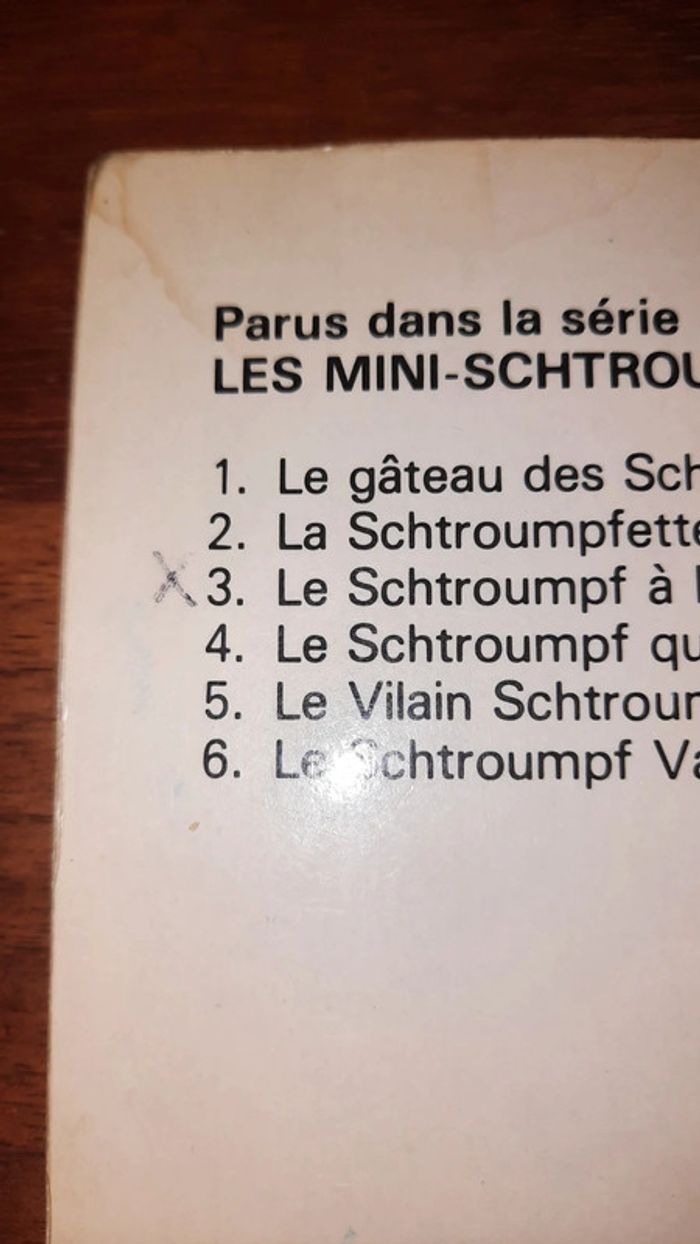 Parus dans la série
LES MINI-SCHTROU
1. Le gâteau des Sch
2. La Schtroumpfette
X 3. Le Schtroumpf à l
4. Le Schtroumpf qu
5. Le Vilain Schtroum
6. Le Schtroumpf Va